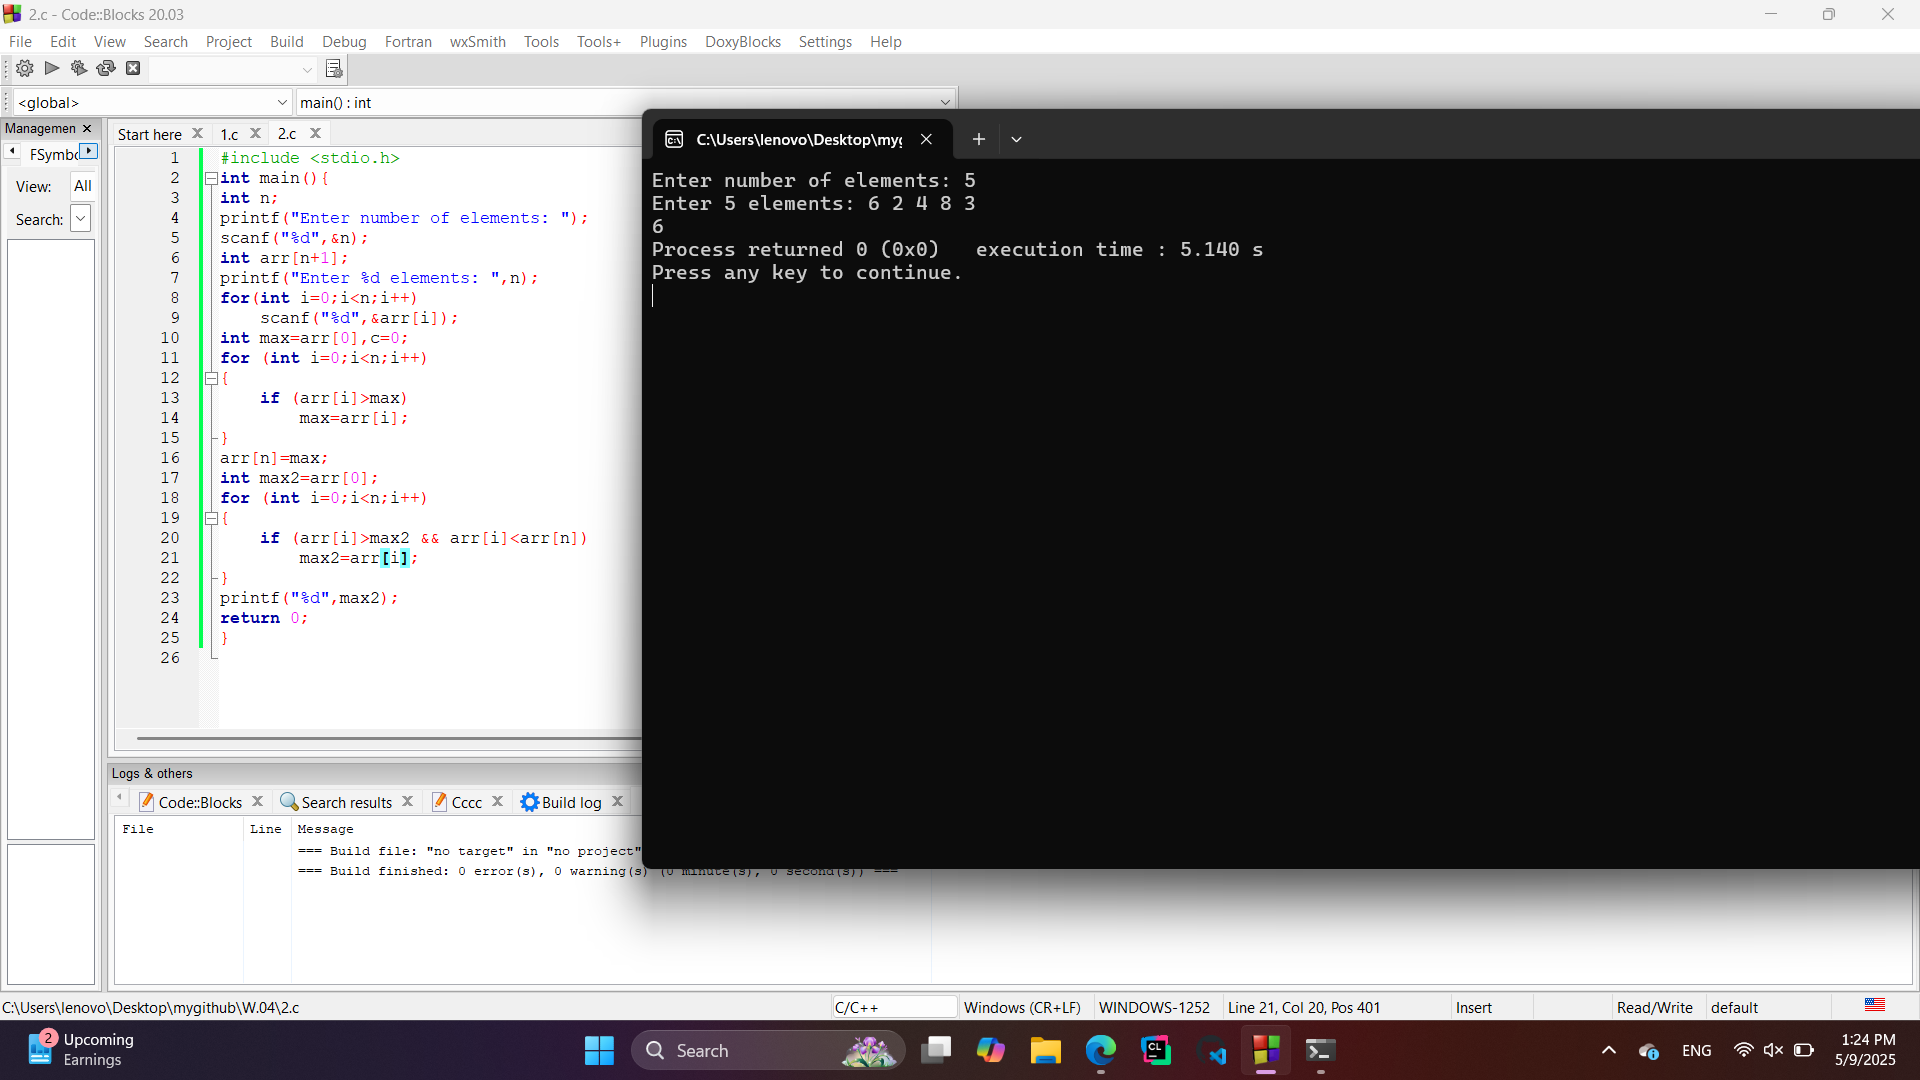 2.c - Code::Blocks 20.03
File Edit View Search Project Build Debug Fortran wxSmith Tools Tools+ Plugins DoxyBlocks Settings Help
<global> main() : int
Managemen
FSymbo
View: All
Search:
Start here 1.c 2.c
1 #include <stdio.h>
2 int main(){
3 int n;
4 printf("Enter number of elements: ");
5 scanf("%d",&n);
6 int arr[n+1];
7 printf("Enter %d elements: ",n);
8 for(int i=0;i<n;i++)
9     scanf("%d",&arr[i]);
10 int max=arr[0],c=0;
11 for (int i=0;i<n;i++)
12 {
13     if (arr[i]>max)
14         max=arr[i];
15 }
16 arr[n]=max;
17 int max2=arr[0];
18 for (int i=0;i<n;i++)
19 {
20     if (arr[i]>max2 && arr[i]<arr[n])
21         max2=arr[i];
22 }
23 printf("%d",max2);
24 return 0;
25 }
26
C:\Users\lenovo\Desktop\myg
Enter number of elements: 5
Enter 5 elements: 6 2 4 8 3
6
Process returned 0 (0x0)   execution time : 5.140 s
Press any key to continue.
Logs & others
Code::Blocks Search results Cccc Build log
File Line Message
=== Build file: "no target" in "no project"
=== Build finished: 0 error(s), 0 warning(s) (0 minute(s), 0 second(s)) ===
C:\Users\lenovo\Desktop\mygithub\W.04\2.c C/C++ Windows (CR+LF) WINDOWS-1252 Line 21, Col 20, Pos 401 Insert Read/Write default
2
Upcoming
Earnings
Search
CL
ENG
1:24 PM
5/9/2025